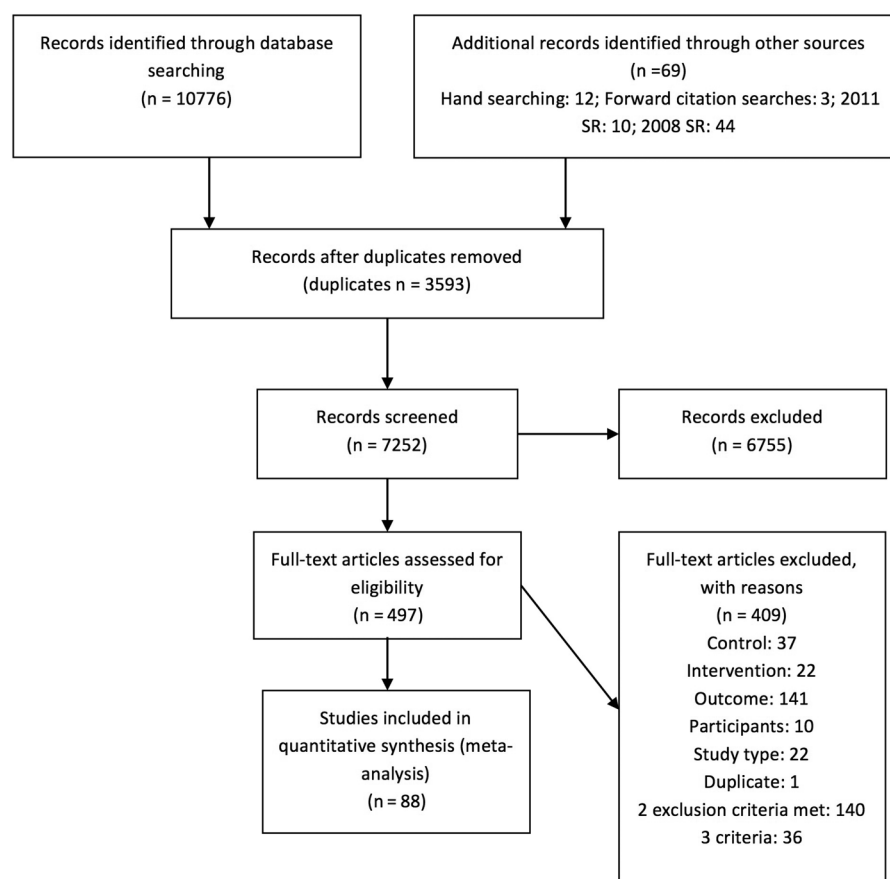 Records identified through database
searching
(n = 10776)
Additional records identified through other sources
(n =69)
Hand searching: 12; Forward citation searches: 3; 2011
SR: 10; 2008 SR: 44
Records after duplicates removed
(duplicates n = 3593)
Records screened
(n = 7252)
Records excluded
(n = 6755)
Full-text articles assessed for
eligibility
(n = 497)
Full-text articles excluded,
with reasons
(n = 409)
Control: 37
Intervention: 22
Outcome: 141
Participants: 10
Study type: 22
Duplicate: 1
2 exclusion criteria met: 140
3 criteria: 36
Studies included in
quantitative synthesis (meta-
analysis)
(n = 88)